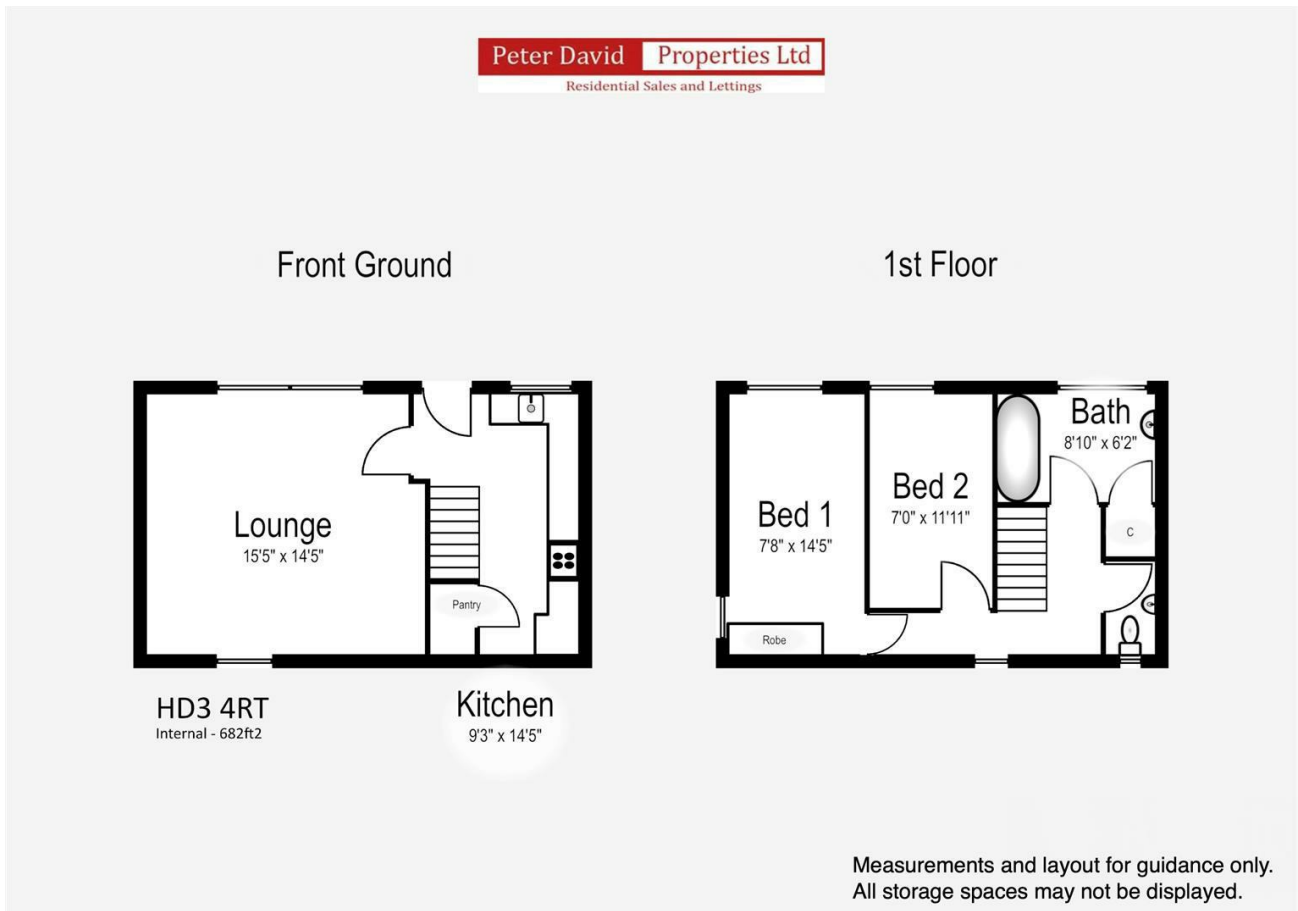 Peter David Properties Ltd
Residential Sales and Lettings
Front Ground
1st Floor
Lounge
15'5" x 14'5"
Pantry
HD3 4RT
Internal - 682ft2
Kitchen
9'3" x 14'5"
Bed 1
7'8" x 14'5"
Robe
Bed 2
7'0" x 11'11"
Bath
8'10" x 6'2"
C
Measurements and layout for guidance only.
All storage spaces may not be displayed.